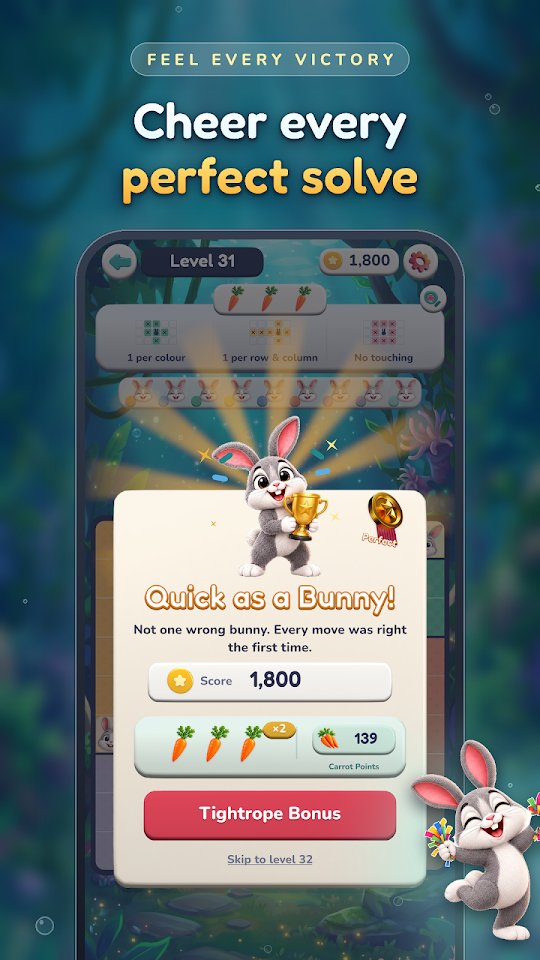 FEEL EVERY VICTORY
Cheer every
perfect solve
Level 31
1,800
1 per colour
1 per row & column
No touching
Perfect
Quick as a Bunny!
Not one wrong bunny. Every move was right
the first time.
Score 1,800
×2
139
Carrot Points
Tightrope Bonus
Skip to level 32